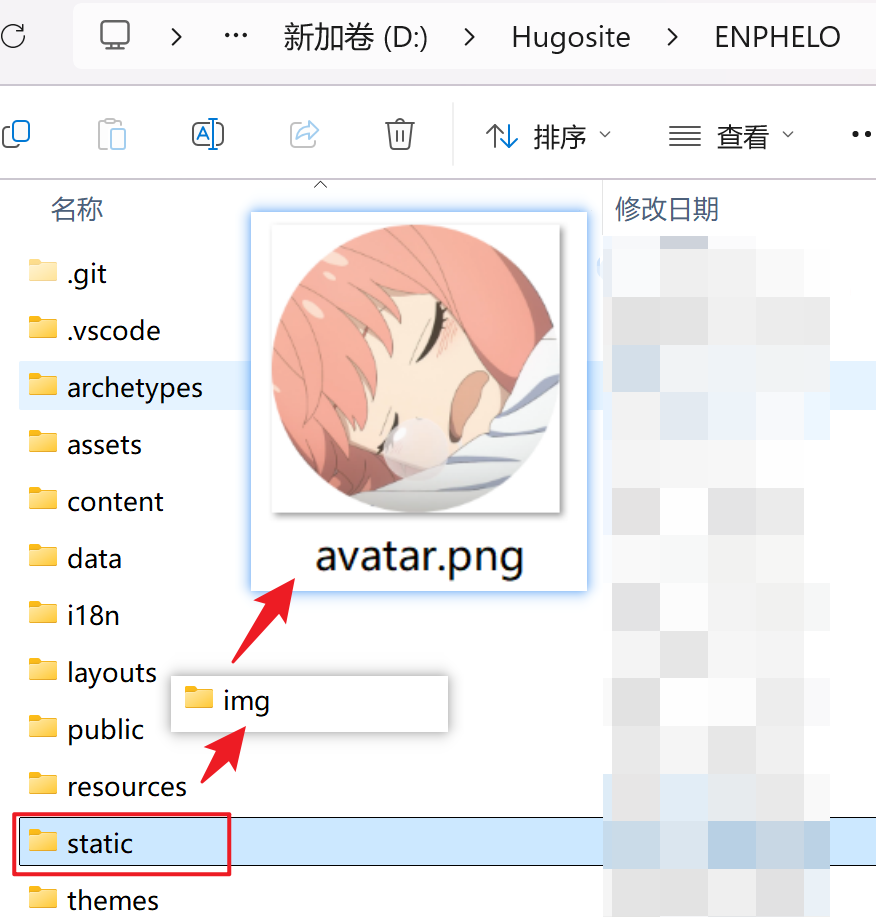 新加卷 (D:) Hugosite ENPHELO
A 排序 查看
名称 修改日期
.git
.vscode
archetypes
assets
content
data
avatar.png
i18n
layouts
img
public
resources
static
themes